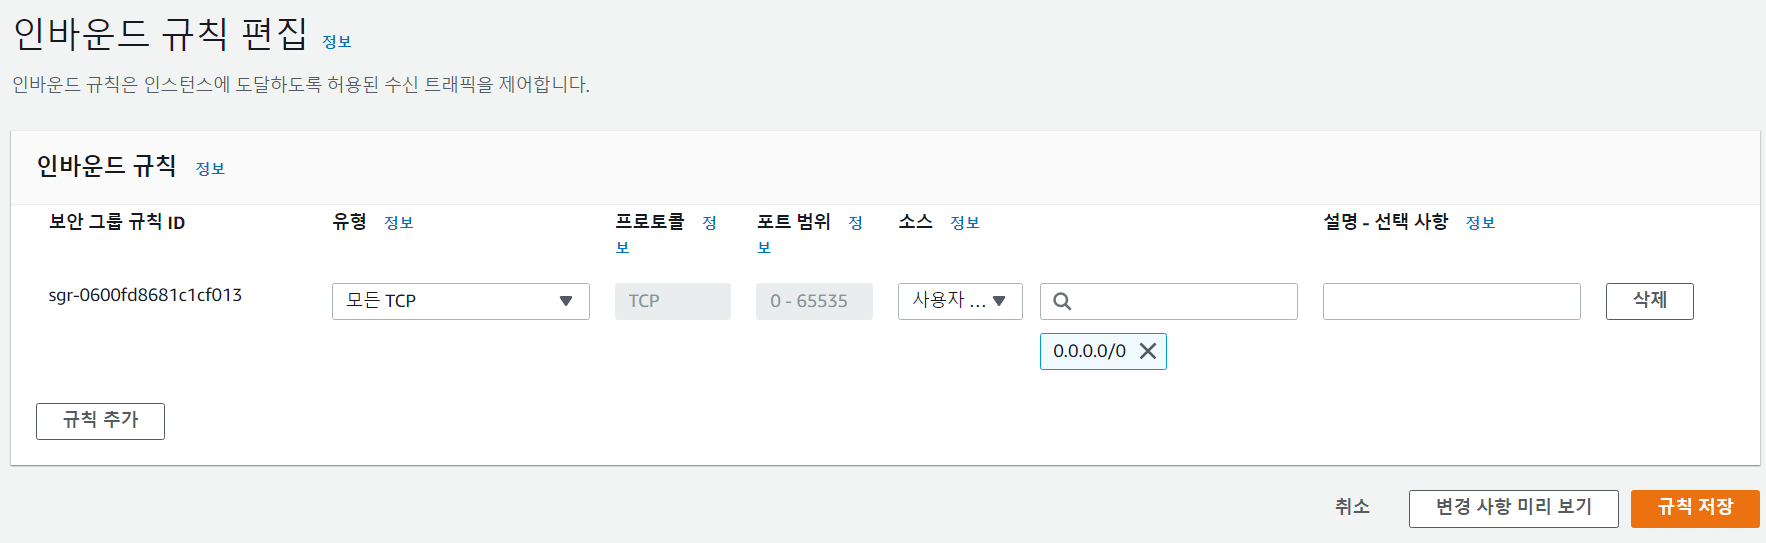 인바운드 규칙 편집 정보
인바운드 규칙은 인스턴스에 도달하도록 허용된 수신 트래픽을 제어합니다.
인바운드 규칙 정보
보안 그룹 규칙 ID 유형 정보 프로토콜 정보 포트 범위 정보 소스 정보 설명 - 선택 사항 정보
sgr-0600fd8681c1cf013 모든 TCP TCP 0 - 65535 사용자 ... 삭제
0.0.0.0/0
규칙 추가
취소 변경 사항 미리 보기 규칙 저장